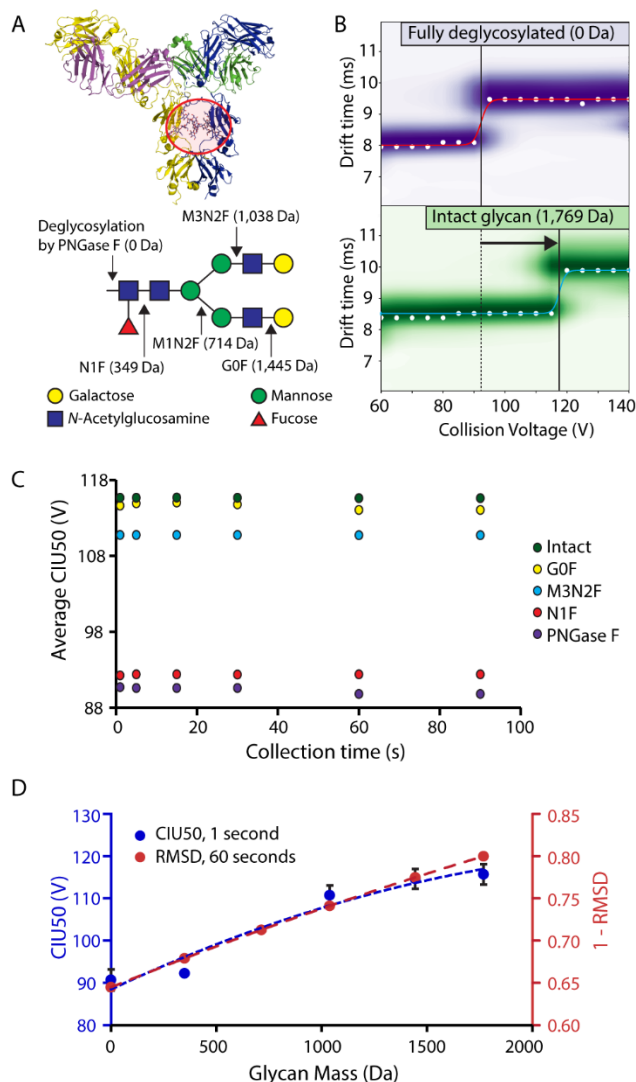 A
M3N2F (1,038 Da)
Deglycosylation
by PNGase F (0 Da)
M1N2F (714 Da)
N1F (349 Da)
G0F (1,445 Da)
Galactose
Mannose
N-Acetylglucosamine
Fucose
B
Fully deglycosylated (0 Da)
11
10
9
8
7
Drift time (ms)
Intact glycan (1,769 Da)
11
10
9
8
7
Drift time (ms)
60
80
100
120
140
Collision Voltage (V)
C
118
108
98
88
Average CIU50 (V)
0
20
40
60
80
100
Collection time (s)
Intact
G0F
M3N2F
N1F
PNGase F
D
130
120
110
100
90
80
CIU50 (V)
CIU50, 1 second
RMSD, 60 seconds
0.85
0.80
0.75
0.70
0.65
0.60
1 - RMSD
0
500
1000
1500
2000
Glycan Mass (Da)